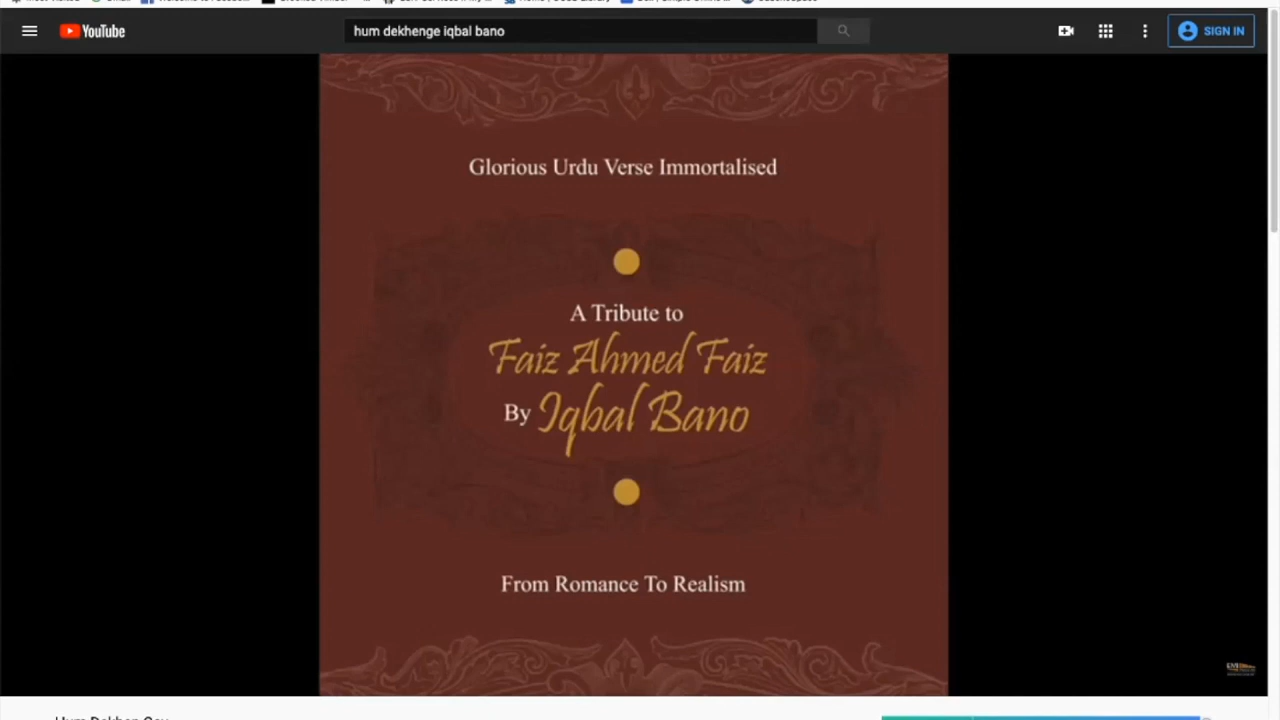 YouTube
hum dekhenge iqbal bano
SIGN IN
Glorious Urdu Verse Immortalised
A Tribute to
Faiz Ahmed Faiz
By Iqbal Bano
From Romance To Realism
EMI